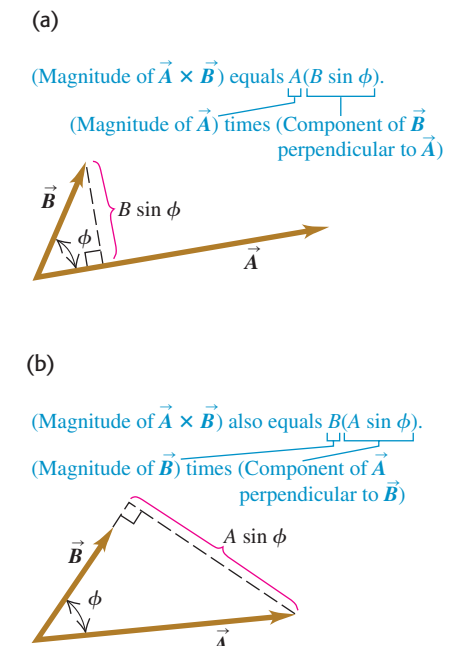 (a)
(Magnitude of A⃗ × B⃗) equals A(B sin ϕ).
(Magnitude of A⃗) times (Component of B⃗
perpendicular to A⃗)
B⃗
B sin ϕ
ϕ
A⃗
(b)
(Magnitude of A⃗ × B⃗) also equals B(A sin ϕ).
(Magnitude of B⃗) times (Component of A⃗
perpendicular to B⃗)
A sin ϕ
B⃗
ϕ
A⃗